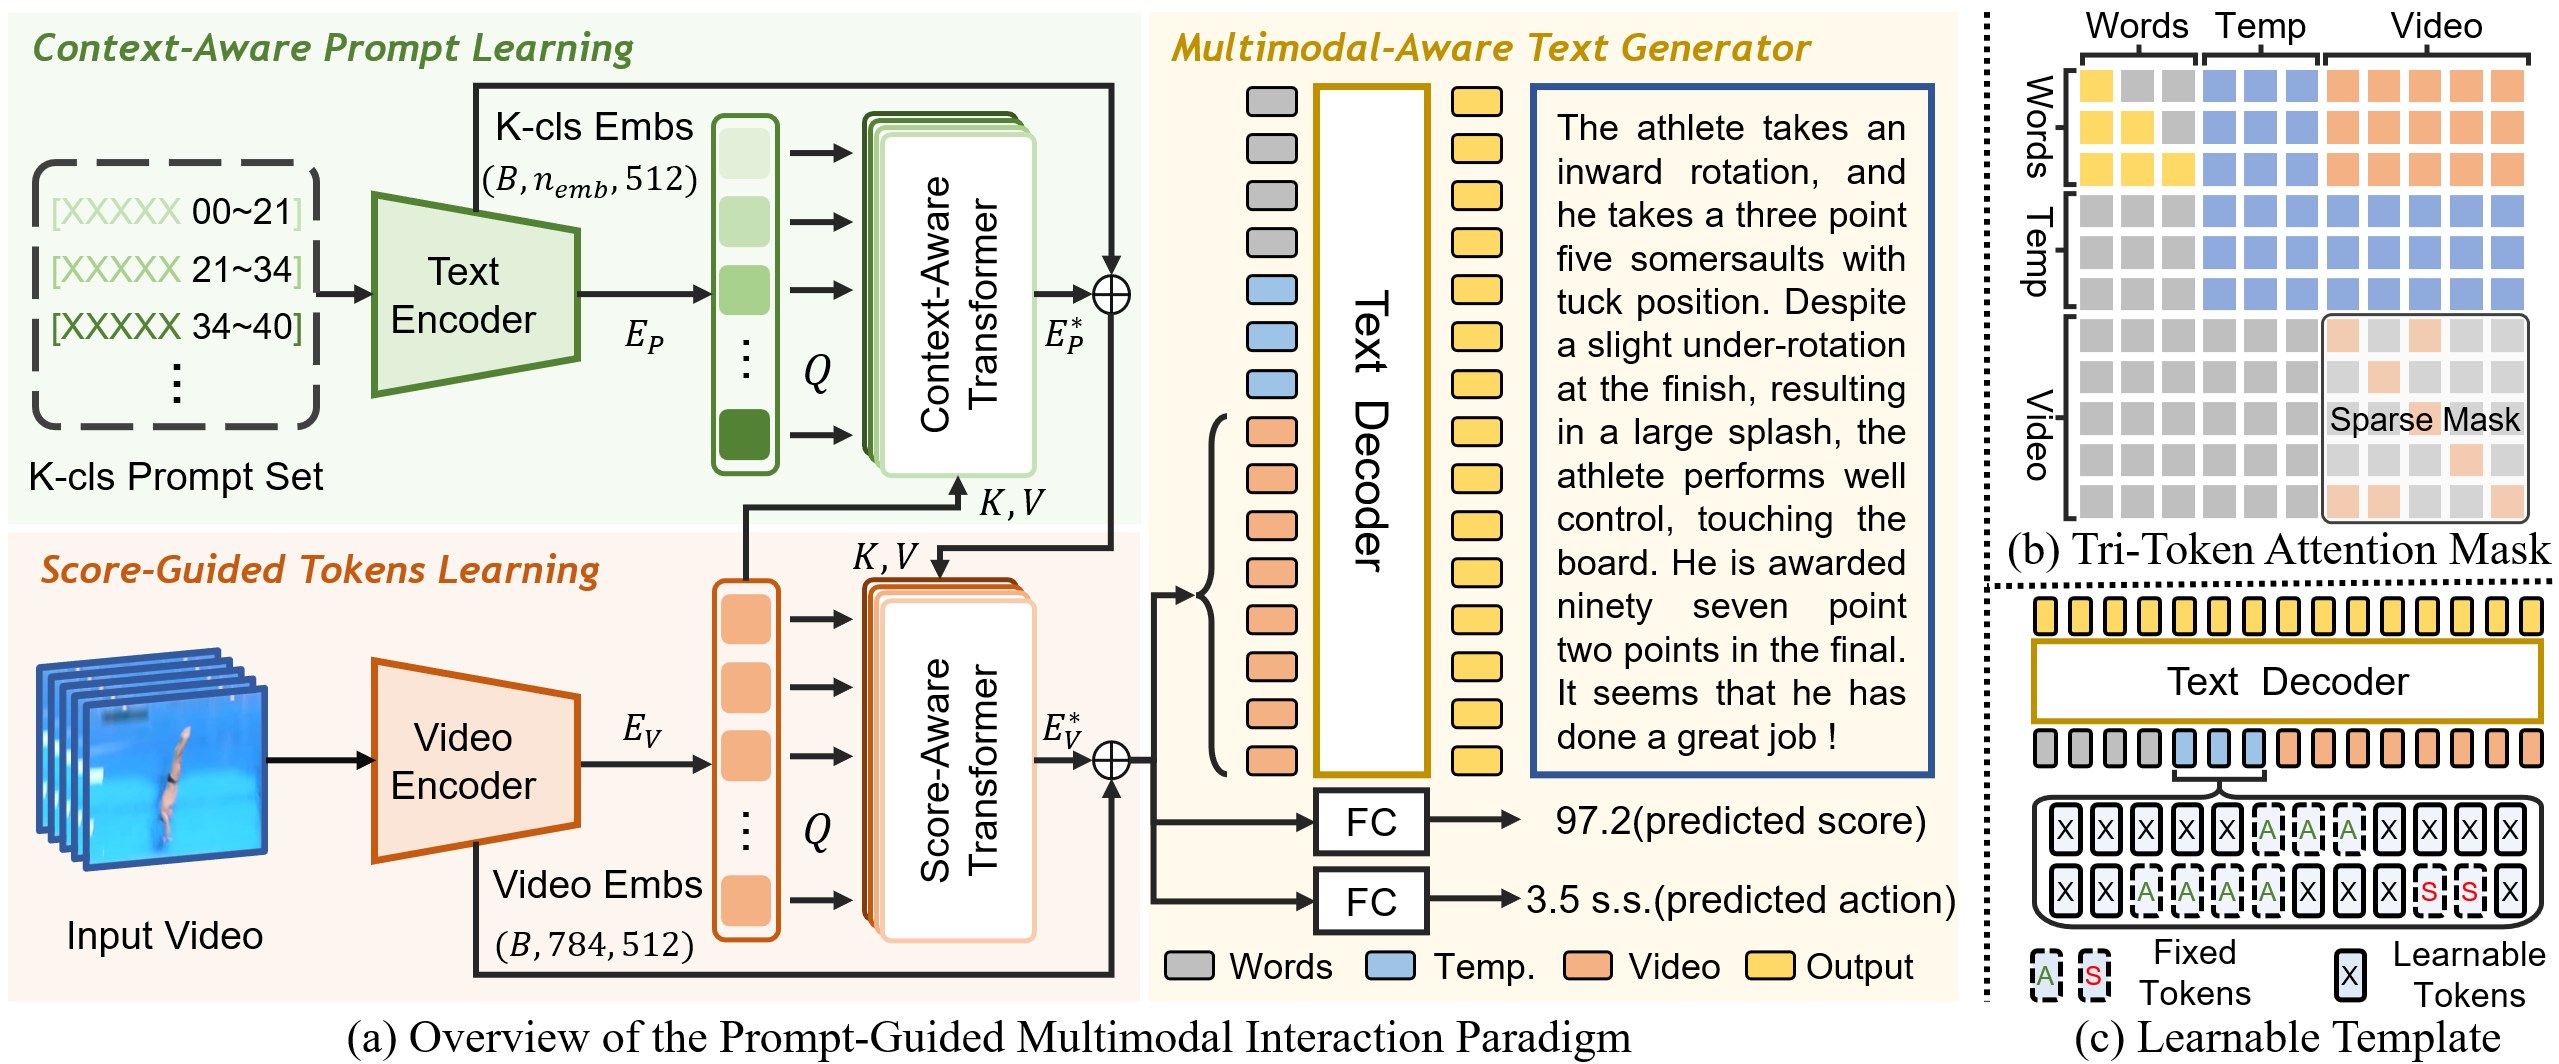 Context-Aware Prompt Learning
K-cls Embs
(B, n_emb, 512)
[XXXXX 00~21]
[XXXXX 21~34]
[XXXXX 34~40]
⋮
K-cls Prompt Set
Text
Encoder
E_P
⋮
Q
Context-Aware
Transformer
E_P^*
K, V
Score-Guided Tokens Learning
K, V
Input Video
Video
Encoder
E_V
Video Embs
(B, 784, 512)
⋮
Q
Score-Aware
Transformer
E_V^*
Multimodal-Aware Text Generator
Text Decoder
The athlete takes an
inward rotation, and
he takes a three point
five somersaults with
tuck position. Despite
a slight under-rotation
at the finish, resulting
in a large splash, the
athlete performs well
control, touching the
board. He is awarded
ninety seven point
two points in the final.
It seems that he has
done a great job !
FC
97.2(predicted score)
FC
3.5 s.s.(predicted action)
Words
Temp.
Video
Output
(a) Overview of the Prompt-Guided Multimodal Interaction Paradigm
Words
Temp
Video
Words
Temp
Video
Sparse Mask
(b) Tri-Token Attention Mask
Text Decoder
X X X X X A A A X X X X
X X A A A A X X X S S X
A S Fixed
Tokens
X Learnable
Tokens
(c) Learnable Template